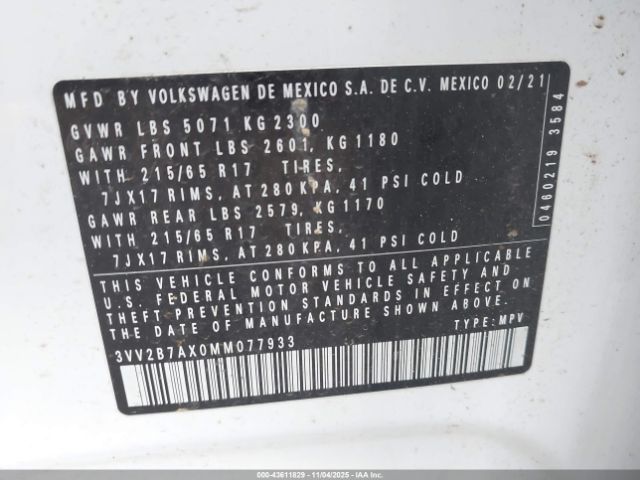 MFD BY VOLKSWAGEN DE MEXICO S.A. DE C.V. MEXICO 02/21
GVWR LBS 5071 KG 2300
GAWR FRONT LBS 2601, KG 1180
WITH 215/65 R17 TIRES,
7JX17 RIMS, AT 280 KPA, 41 PSI COLD
GAWR REAR LBS 2579, KG 1170
WITH 215/65 R17 TIRES,
7JX17 RIMS, AT 280 KPA, 41 PSI COLD
THIS VEHICLE CONFORMS TO ALL APPLICABLE
U.S. FEDERAL MOTOR VEHICLE SAFETY AND
THEFT PREVENTION STANDARDS IN EFFECT ON
THE DATE OF MANUFACTURE SHOWN ABOVE.
3VV2B7AX0MM077933 TYPE: MPV
0460219 3584
000-43611829 - 11/04/2025 - IAAI.COM